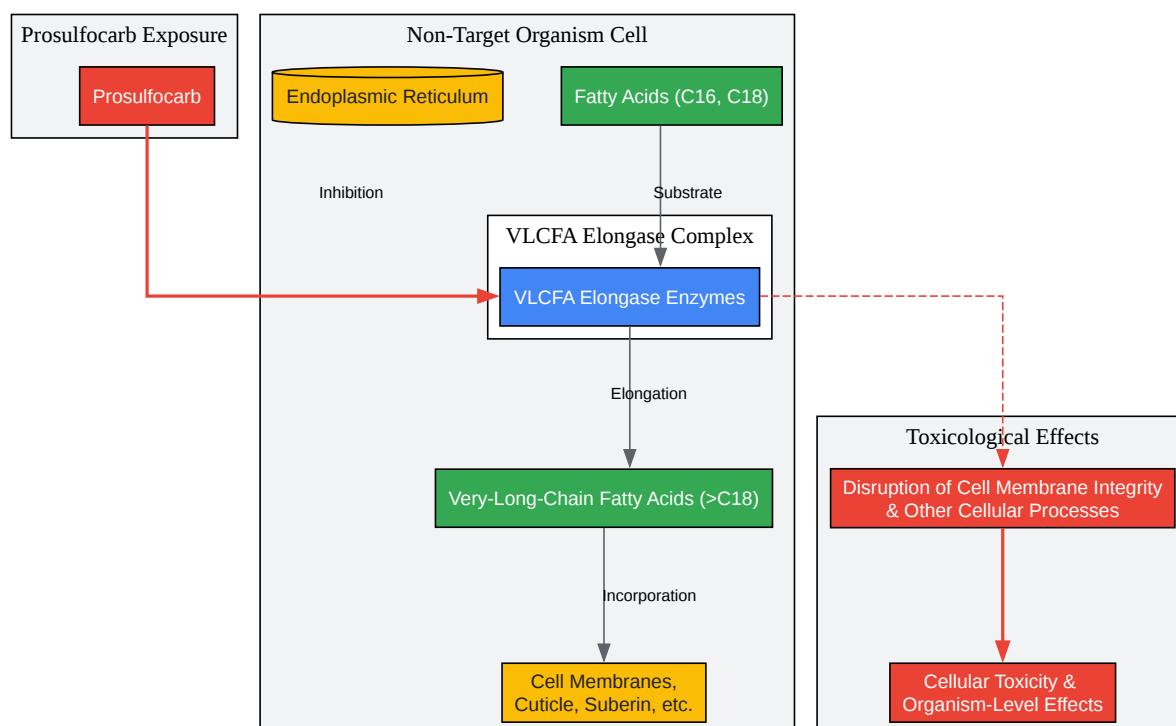 Prosulfocarb Exposure
Prosulfocarb
Non-Target Organism Cell
Endoplasmic Reticulum
Fatty Acids (C16, C18)
Inhibition
Substrate
VLCFA Elongase Complex
VLCFA Elongase Enzymes
Elongation
Very-Long-Chain Fatty Acids (>C18)
Incorporation
Cell Membranes,
Cuticle, Suberin, etc.
Toxicological Effects
Disruption of Cell Membrane Integrity
& Other Cellular Processes
Cellular Toxicity &
Organism-Level Effects